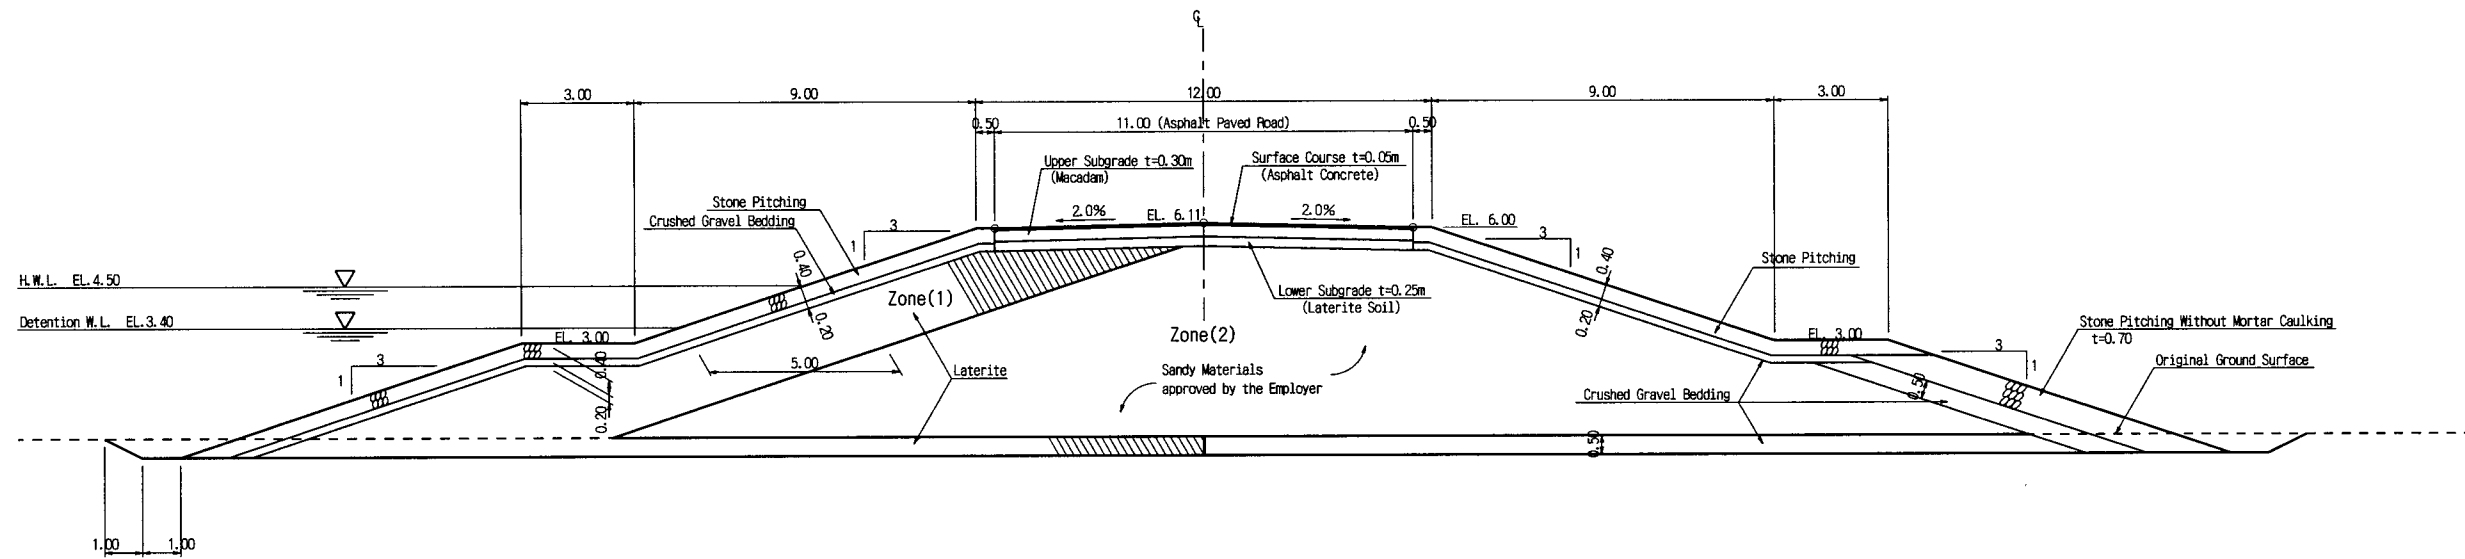 ℄
3.00
9.00
12.00
9.00
3.00
0.50
11.00 (Asphalt Paved Road)
0.50
Upper Subgrade t=0.30m
(Macadam)
Surface Course t=0.05m
(Asphalt Concrete)
Stone Pitching
Crushed Gravel Bedding
2.0%
EL. 6.11
2.0%
EL. 6.00
3
1
3
1
0.40
0.20
0.40
0.20
Stone Pitching
H.W.L. EL.4.50
Zone(1)
Lower Subgrade t=0.25m
(Laterite Soil)
Detention W.L. EL.3.40
Zone(2)
EL. 3.00
EL. 3.00
Stone Pitching Without Mortar Caulking
t=0.70
3
1
0.40
0.20
5.00
Laterite
Sandy Materials
approved by the Employer
3
1
Original Ground Surface
Crushed Gravel Bedding
0.50
0.50
1.00
1.00